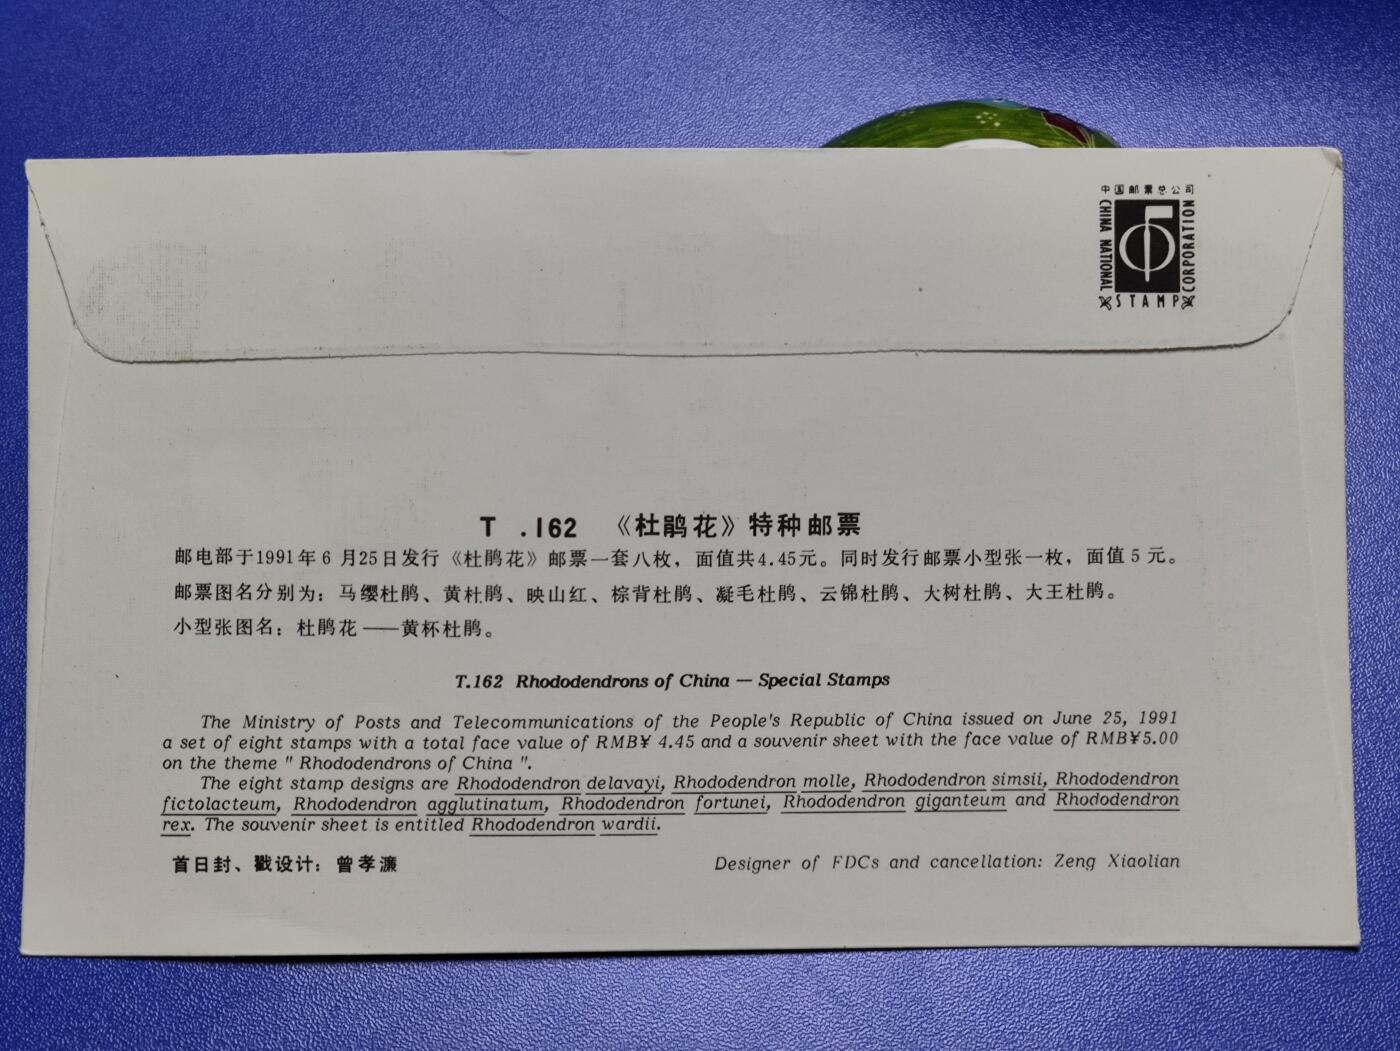 中国邮票总公司
CHINA NATIONAL
STAMP
CORPORATION
T .162 《杜鹃花》特种邮票
邮电部于1991年6月25日发行《杜鹃花》邮票一套八枚，面值共4.45元。同时发行邮票小型张一枚，面值5元。
邮票图名分别为：马缨杜鹃、黄杜鹃、映山红、棕背杜鹃、凝毛杜鹃、云锦杜鹃、大树杜鹃、大王杜鹃。
小型张图名：杜鹃花——黄杯杜鹃。
T.162 Rhododendrons of China — Special Stamps
The Ministry of Posts and Telecommunications of the People's Republic of China issued on June 25, 1991
a set of eight stamps with a total face value of RMB¥ 4.45 and a souvenir sheet with the face value of RMB¥5.00
on the theme " Rhododendrons of China ".
The eight stamp designs are Rhododendron delavayi, Rhododendron molle, Rhododendron simsii, Rhododendron
fictolacteum, Rhododendron agglutinatum, Rhododendron fortunei, Rhododendron giganteum and Rhododendron
rex. The souvenir sheet is entitled Rhododendron wardii.
首日封、戳设计：曾孝濂 Designer of FDCs and cancellation: Zeng Xiaolian